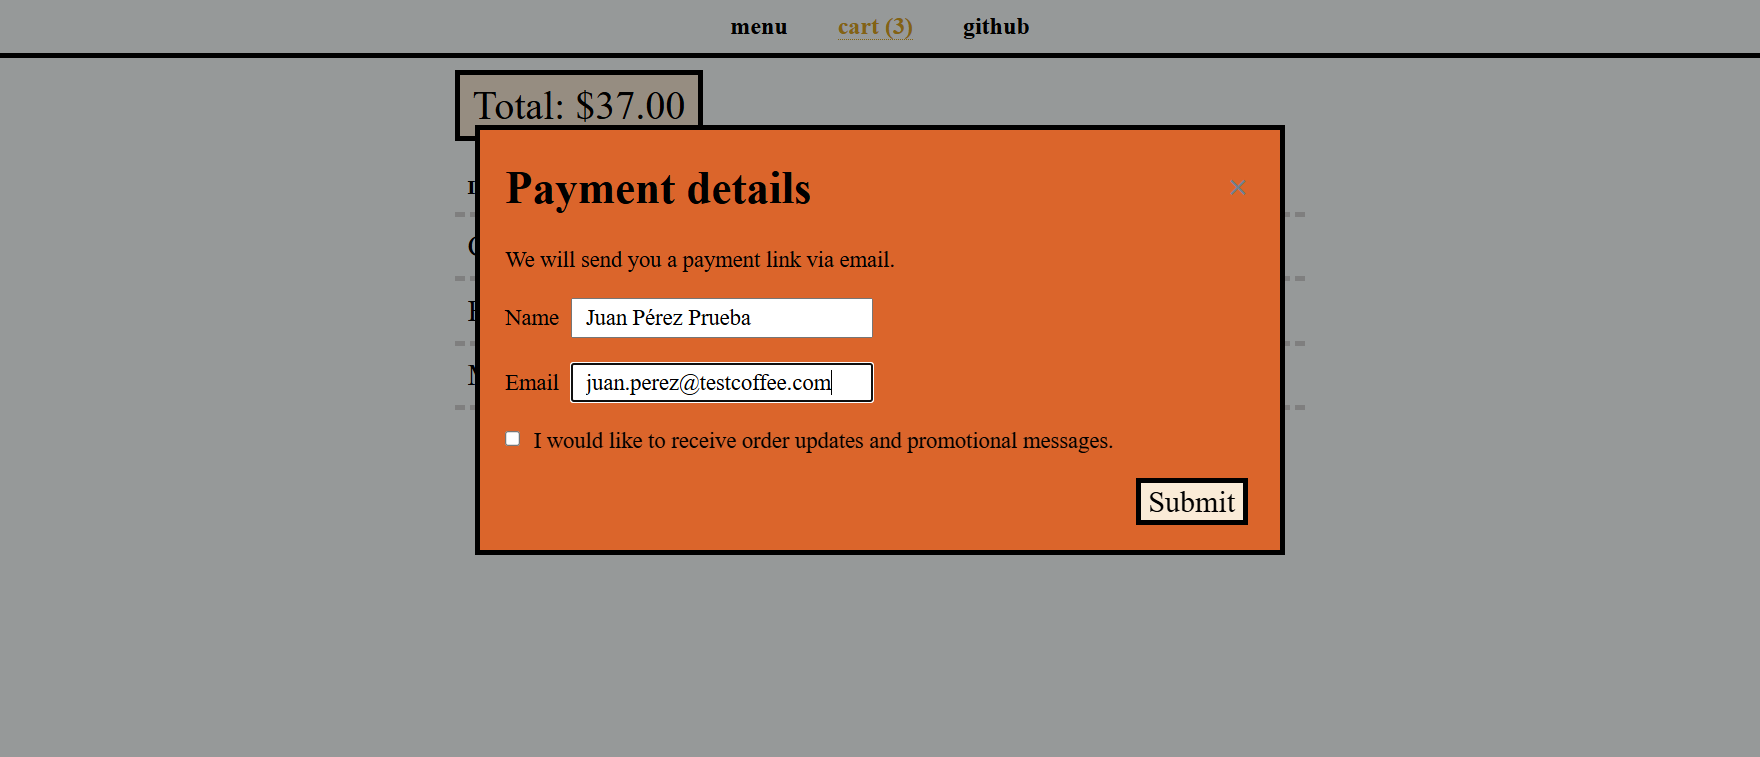 menu cart (3) github
Total: $37.00
Payment details
×
We will send you a payment link via email.
Name Juan Pérez Prueba
Email juan.perez@testcoffee.com
I would like to receive order updates and promotional messages.
Submit